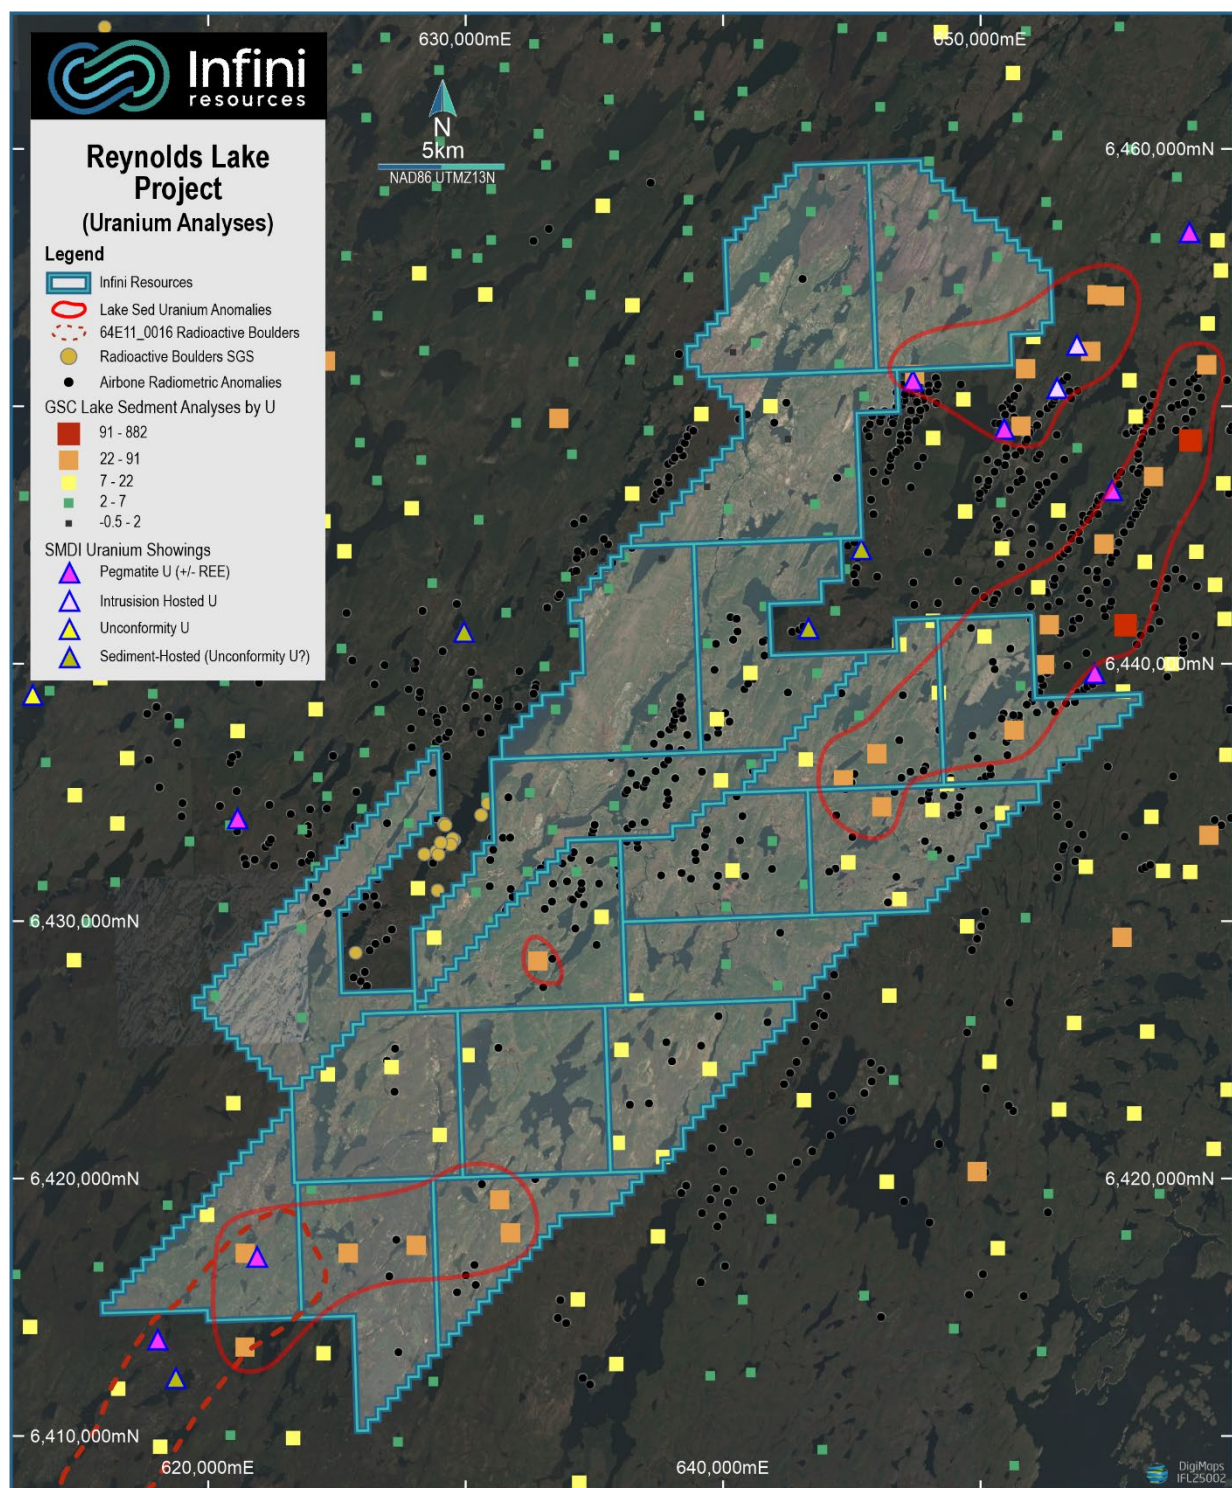 Infini
resources
Reynolds Lake
Project
(Uranium Analyses)
Legend
Infini Resources
Lake Sed Uranium Anomalies
64E11_0016 Radioactive Boulders
Radioactive Boulders SGS
Airbone Radiometric Anomalies
GSC Lake Sediment Analyses by U
91 - 882
22 - 91
7 - 22
2 - 7
-0.5 - 2
SMDI Uranium Showings
Pegmatite U (+/- REE)
Intrusision Hosted U
Unconformity U
Sediment-Hosted (Unconformity U?)
630,000mE
650,000mE
N
5km
NAD86 UTMZ13N
6,460,000mN
6,440,000mN
6,430,000mN
6,420,000mN
6,420,000mN
6,410,000mN
620,000mE
640,000mE
DigiMaps
IFL25002